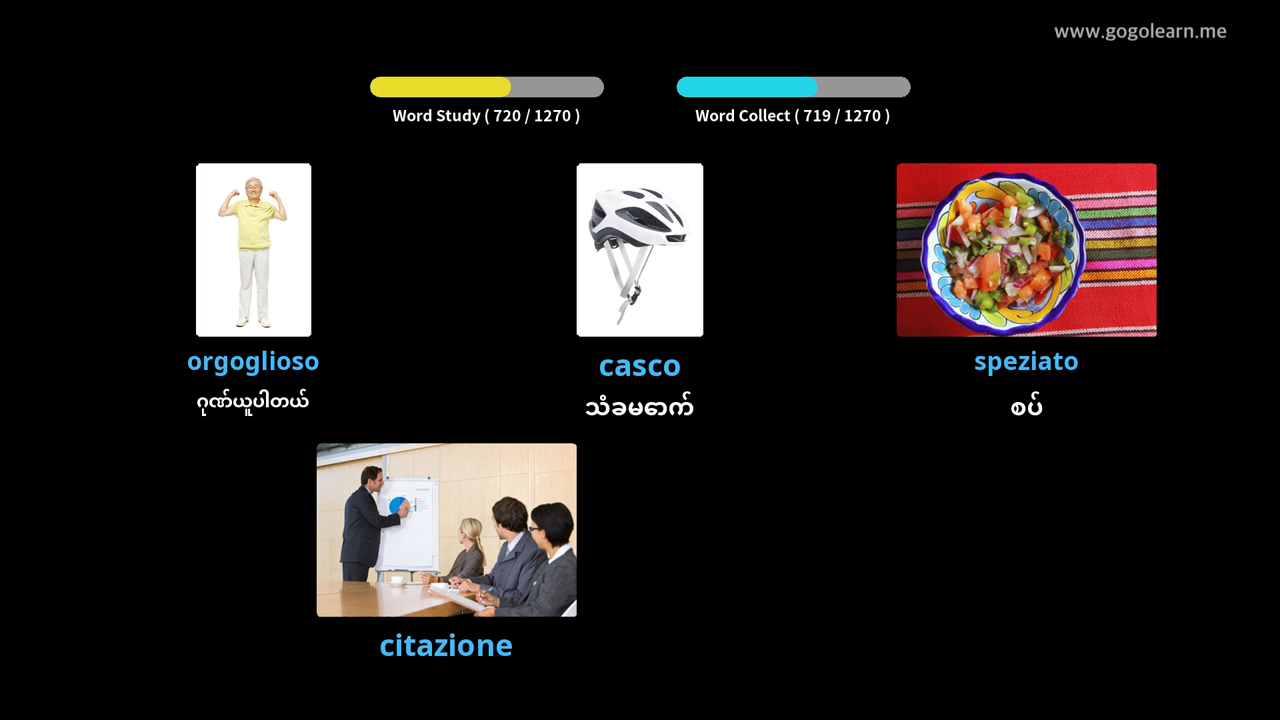 www.gogolearn.me
Word Study ( 720 / 1270 )
Word Collect ( 719 / 1270 )
orgoglioso
casco
speziato
ဂုဏ်ယူပါတယ်
သံခမောက်
စပ်
citazione